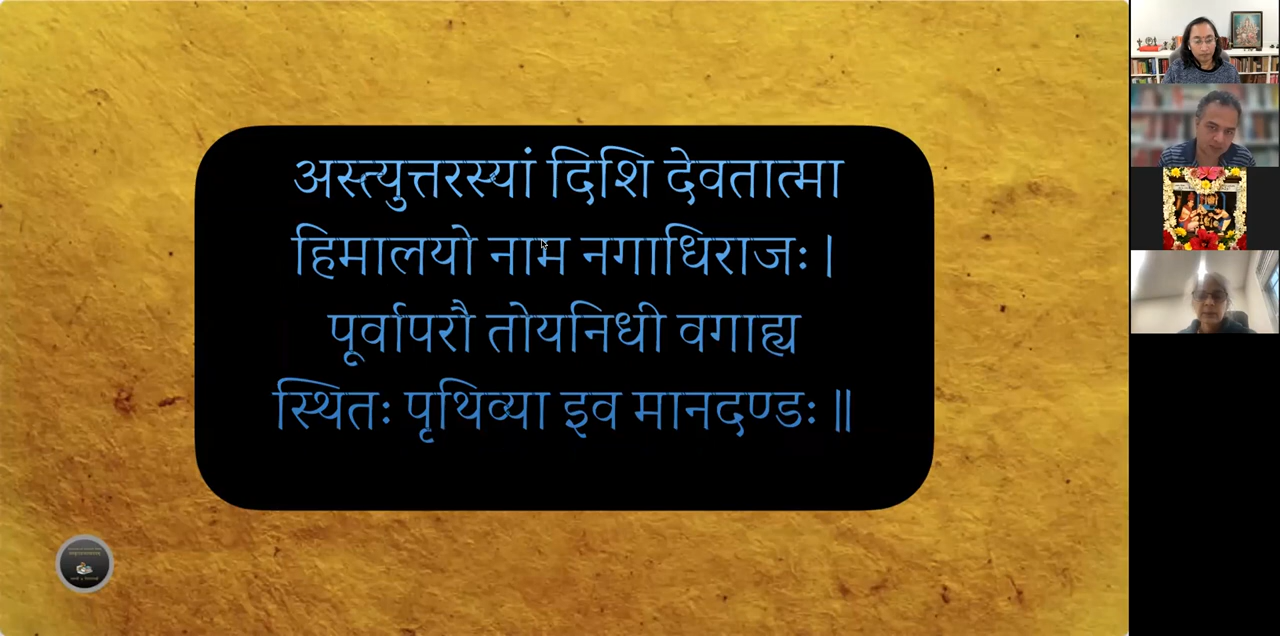 अस्त्युत्तरस्यां दिशि देवतात्मा
हिमालयो नाम नगाधिराजः ।
पूर्वापरौ तोयनिधी वगाह्य
स्थितः पृथिव्या इव मानदण्डः ॥